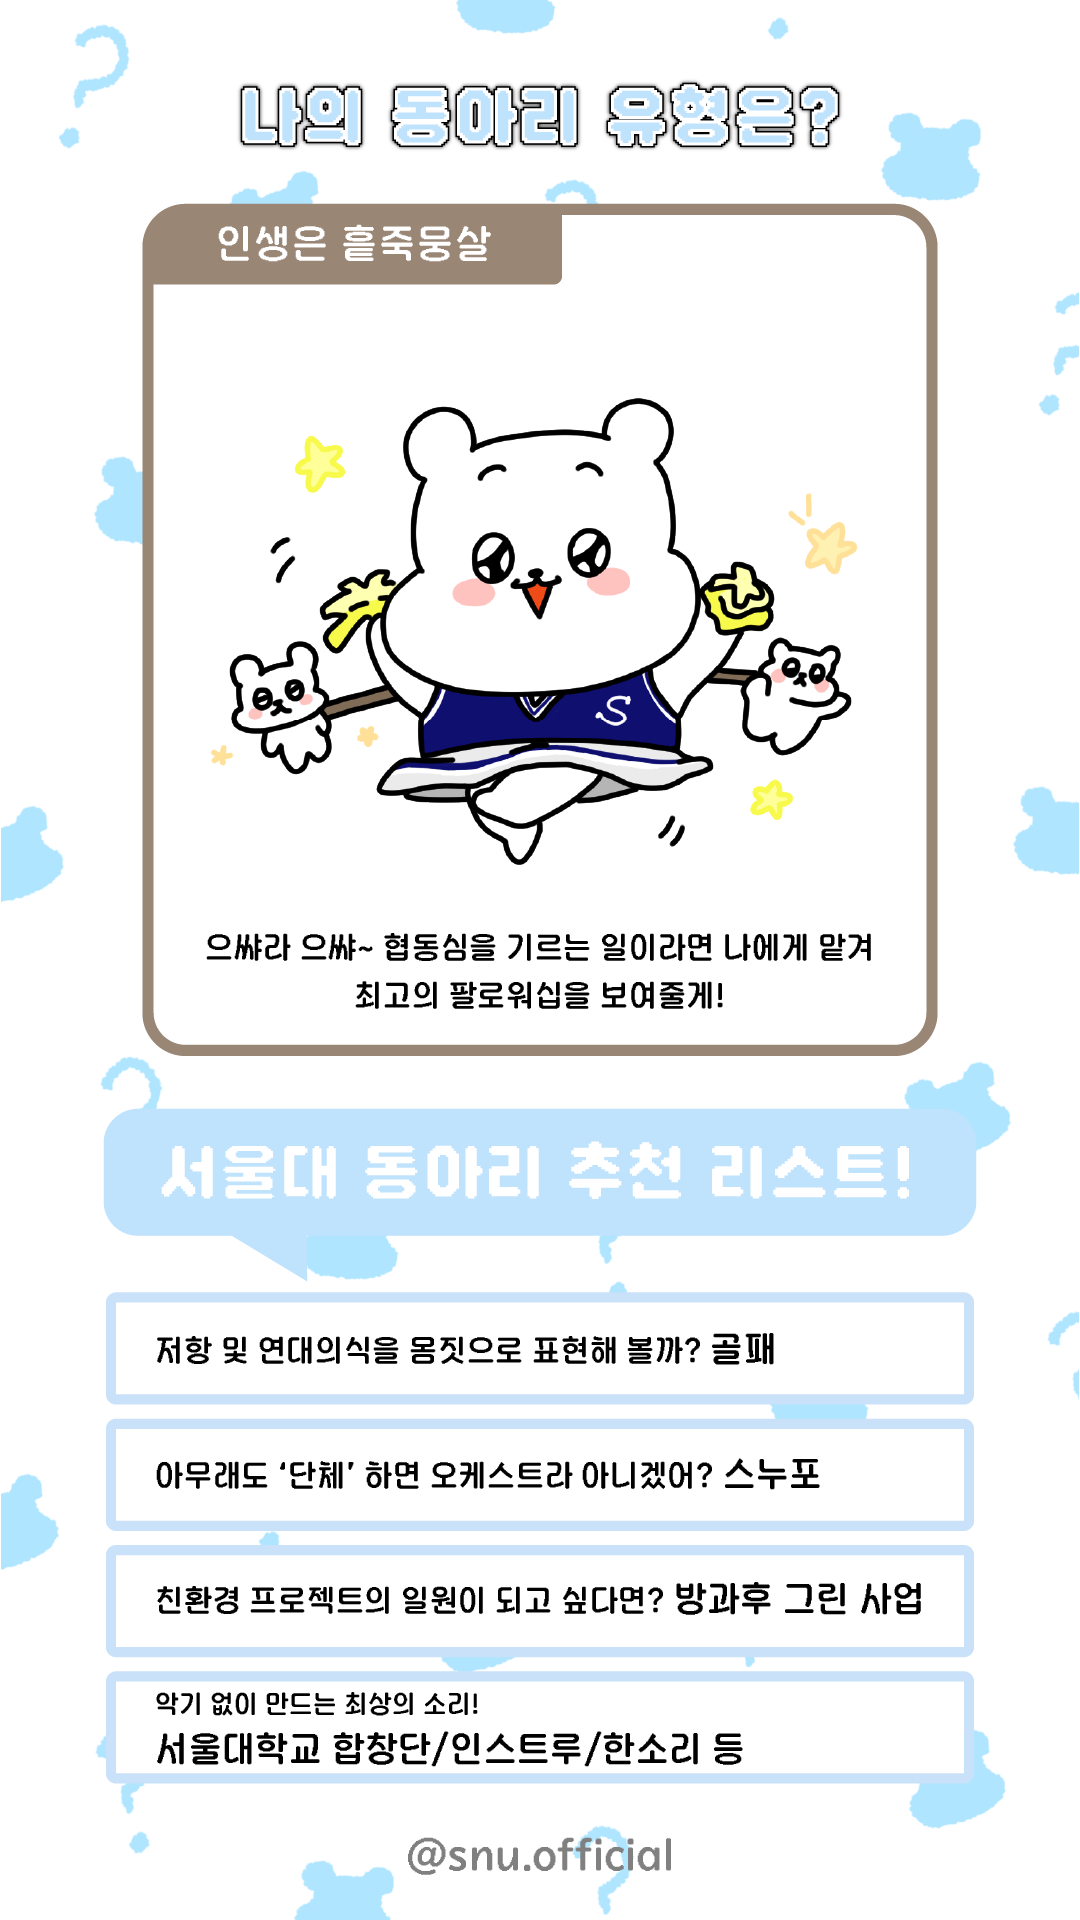 나의 동아리 유형은?
인생은 흩죽뭉살
S
으쌰라 으쌰~ 협동심을 기르는 일이라면 나에게 맡겨
최고의 팔로워십을 보여줄게!
서울대 동아리 추천 리스트!
저항 및 연대의식을 몸짓으로 표현해 볼까? 골패
아무래도 ‘단체’ 하면 오케스트라 아니겠어? 스누포
친환경 프로젝트의 일원이 되고 싶다면? 방과후 그린 사업
악기 없이 만드는 최상의 소리!
서울대학교 합창단/인스트루/한소리 등
@snu.official